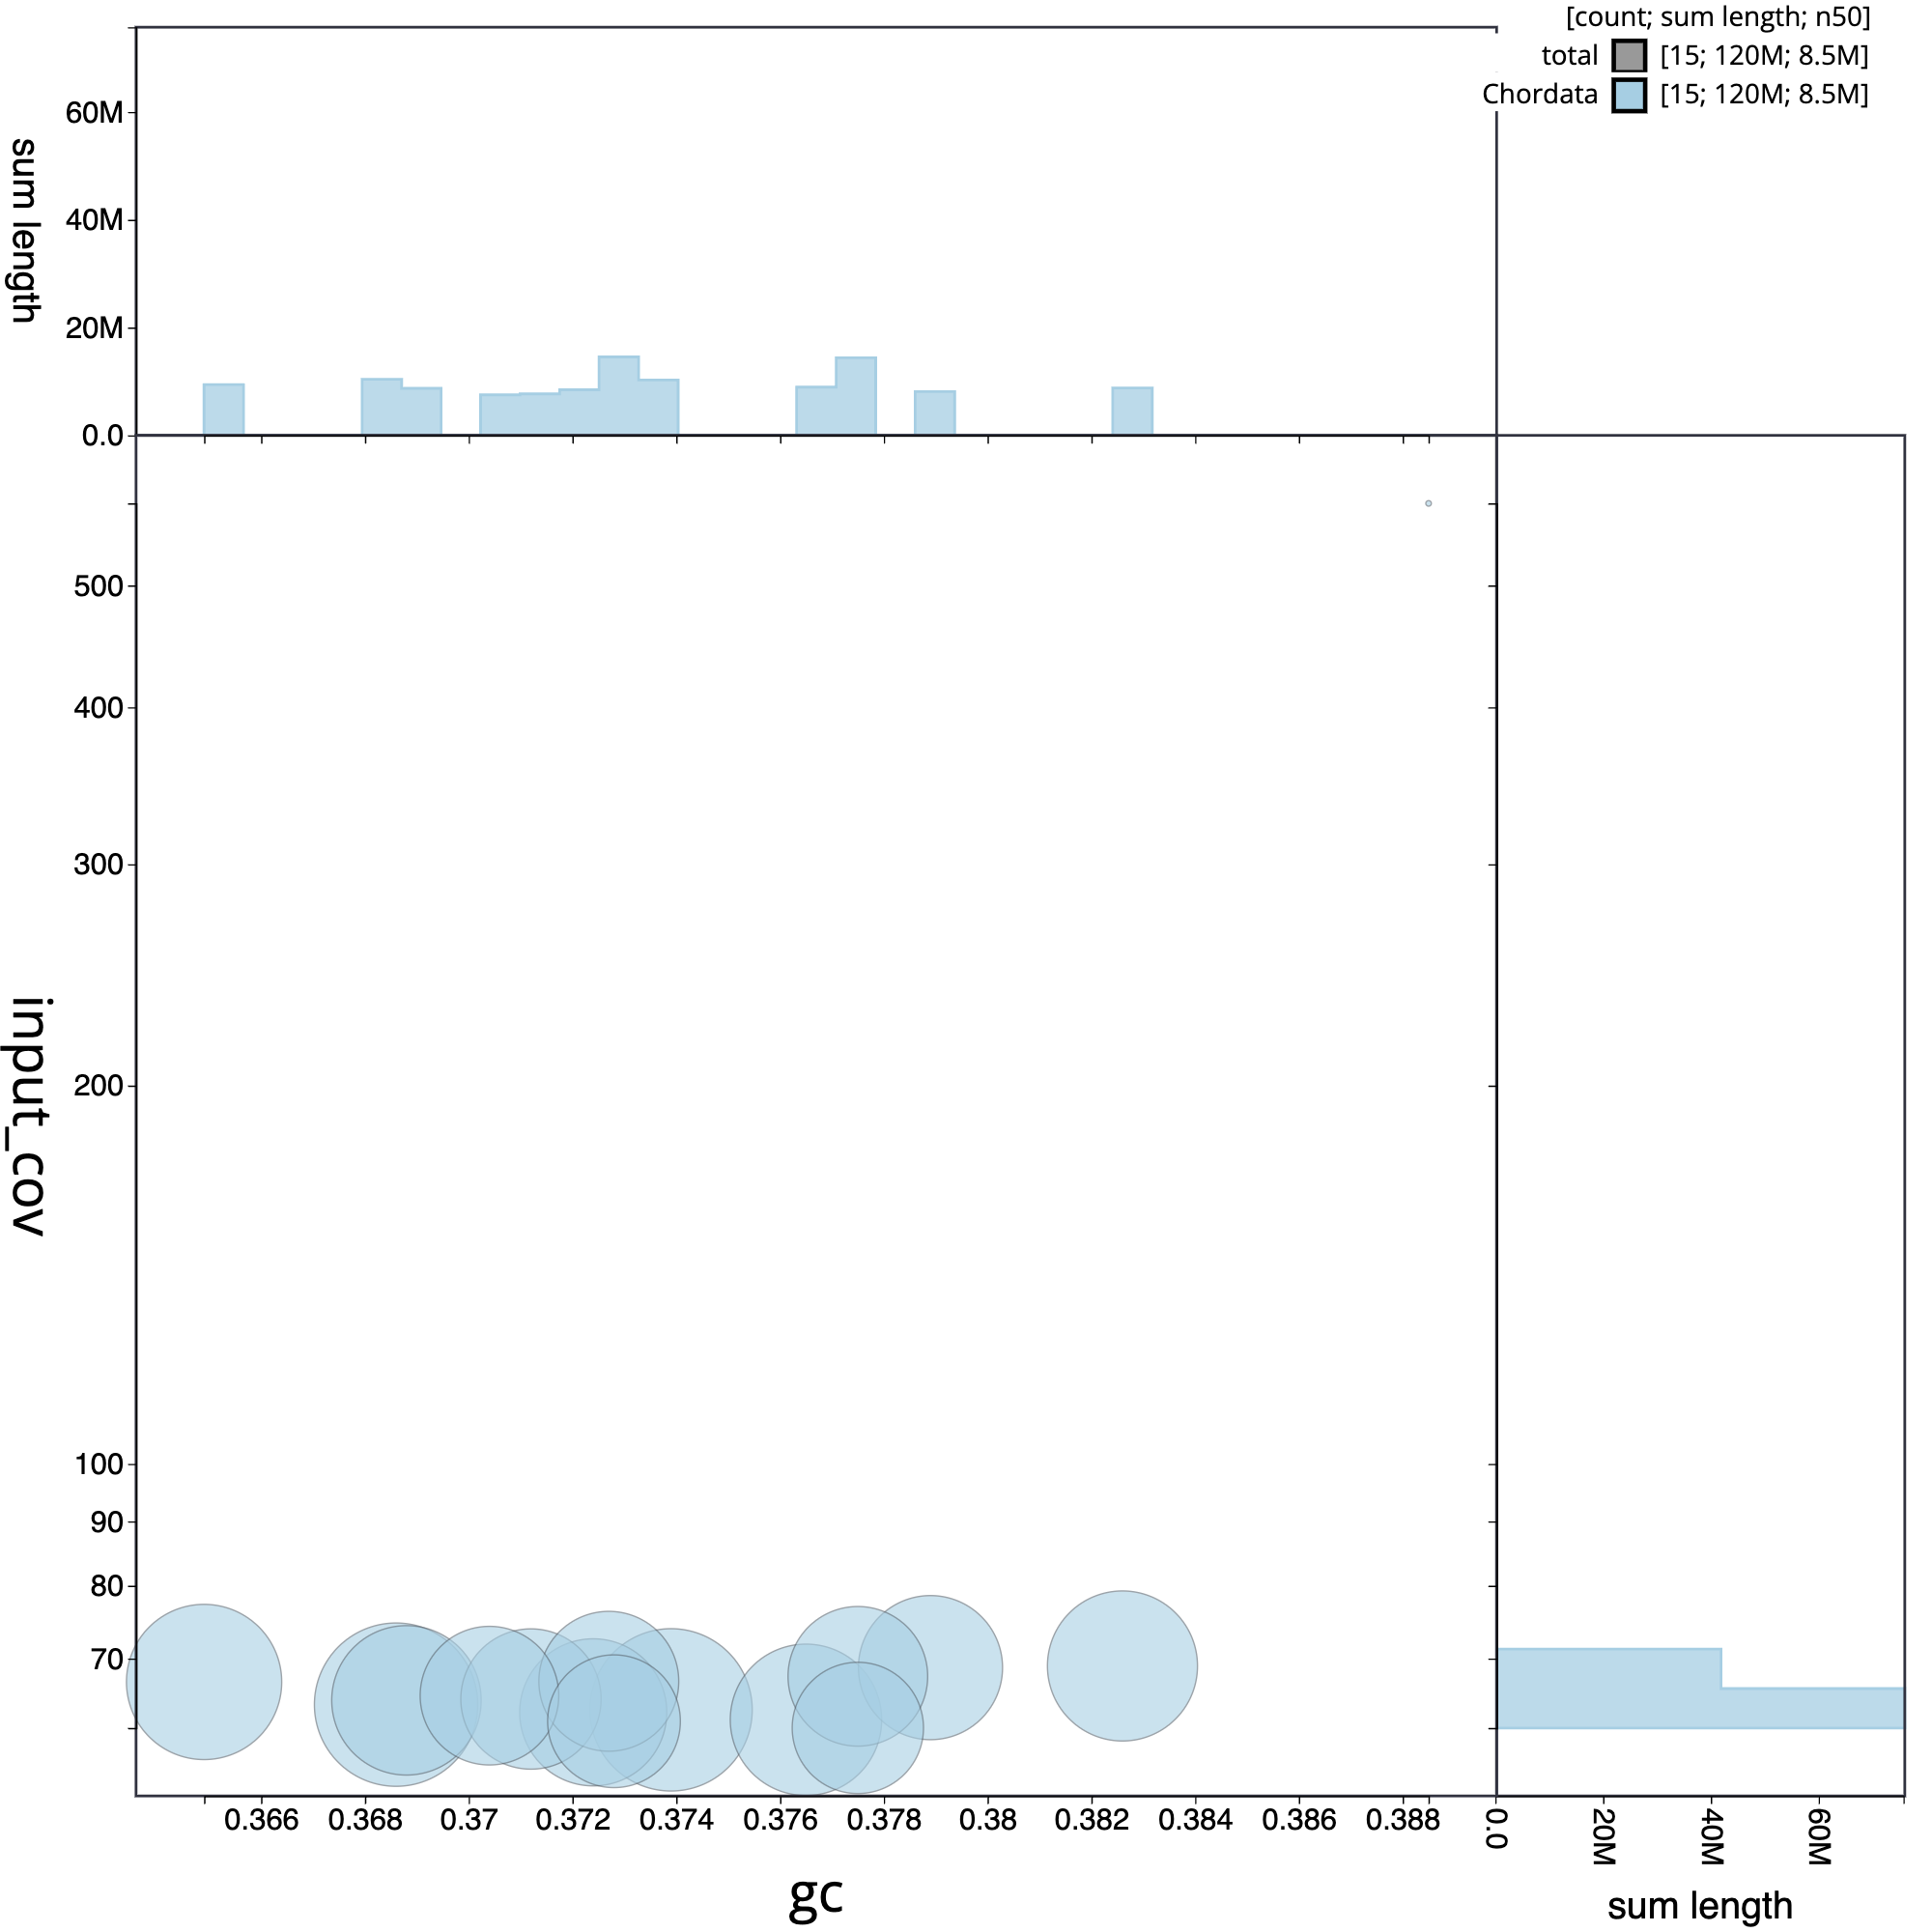 [count; sum length; n50]
total [15; 120M; 8.5M]
Chordata [15; 120M; 8.5M]
60M
40M
20M
0.0
sum length
500
400
300
200
100
90
80
70
input_cov
0.366 0.368 0.37 0.372 0.374 0.376 0.378 0.38 0.382 0.384 0.386 0.388
gc
0.0 20M 40M 60M
sum length